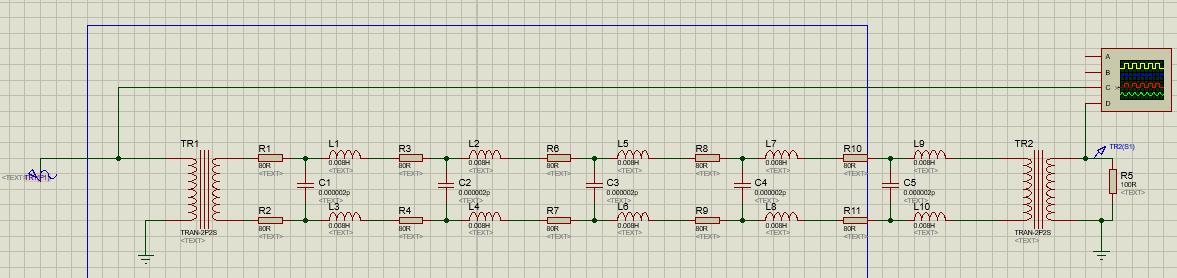 A
B
C
D
TR1
TRAN-2P2S
<TEXT>
R1
80R
<TEXT>
R2
80R
<TEXT>
C1
0.000002p
<TEXT>
L1
0.008H
<TEXT>
L3
0.008H
<TEXT>
R3
80R
<TEXT>
R4
80R
<TEXT>
C2
0.000002p
<TEXT>
L2
0.008H
<TEXT>
L4
0.008H
<TEXT>
R6
80R
<TEXT>
R7
80R
<TEXT>
C3
0.000002p
<TEXT>
L5
0.008H
<TEXT>
L6
0.008H
<TEXT>
R8
80R
<TEXT>
R9
80R
<TEXT>
C4
0.000002p
<TEXT>
L7
0.008H
<TEXT>
L8
0.008H
<TEXT>
R10
80R
<TEXT>
R11
80R
<TEXT>
C5
0.000002p
<TEXT>
L9
0.008H
<TEXT>
L10
0.008H
<TEXT>
TR2
TRAN-2P2S
<TEXT>
TR2(S1)
R5
100R
<TEXT>